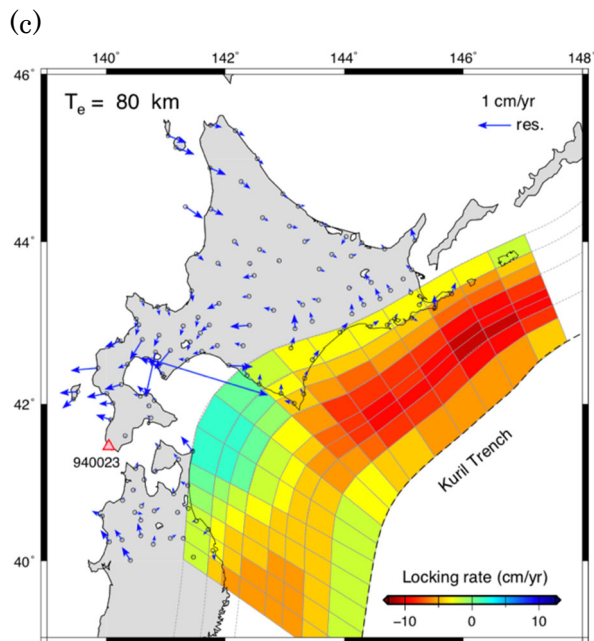 (c)
140° 142° 144° 146° 148°
46°
Te = 80 km
1 cm/yr
res.
44°
42°
940023
Kuril Trench
40°
Locking rate (cm/yr)
−10 0 10